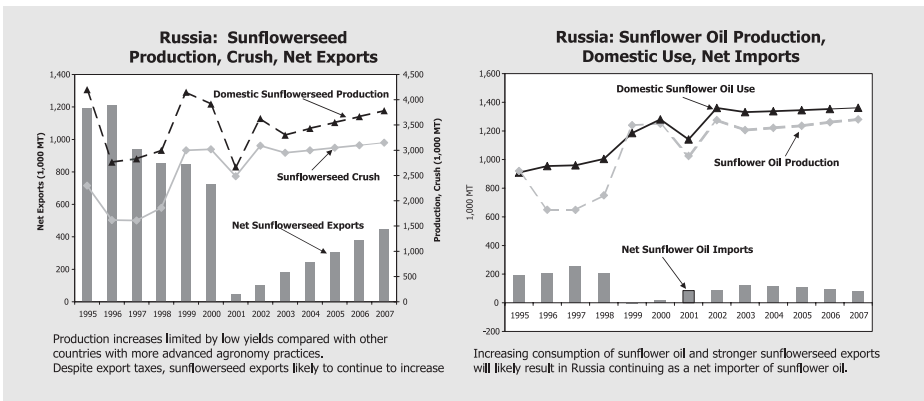 Russia: Sunflowerseed
Production, Crush, Net Exports
1,400
1,200
1,000
800
600
400
200
0
Net Exports (1,000 MT)
4,500
4,000
3,500
3,000
2,500
2,000
1,500
1,000
500
0
Production, Crush (1,000 MT)
Domestic Sunflowerseed Production
Sunflowerseed Crush
Net Sunflowerseed Exports
1995 1996 1997 1998 1999 2000 2001 2002 2003 2004 2005 2006 2007
Production increases limited by low yields compared with other
countries with more advanced agronomy practices.
Despite export taxes, sunflowerseed exports likely to continue to increase
Russia: Sunflower Oil Production,
Domestic Use, Net Imports
1,600
1,400
1,200
1,000
800
600
400
200
0
-200
1,000 MT
Domestic Sunflower Oil Use
Sunflower Oil Production
Net Sunflower Oil Imports
1995 1996 1997 1998 1999 2000 2001 2002 2003 2004 2005 2006 2007
Increasing consumption of sunflower oil and stronger sunflowerseed exports
will likely result in Russia continuing as a net importer of sunflower oil.